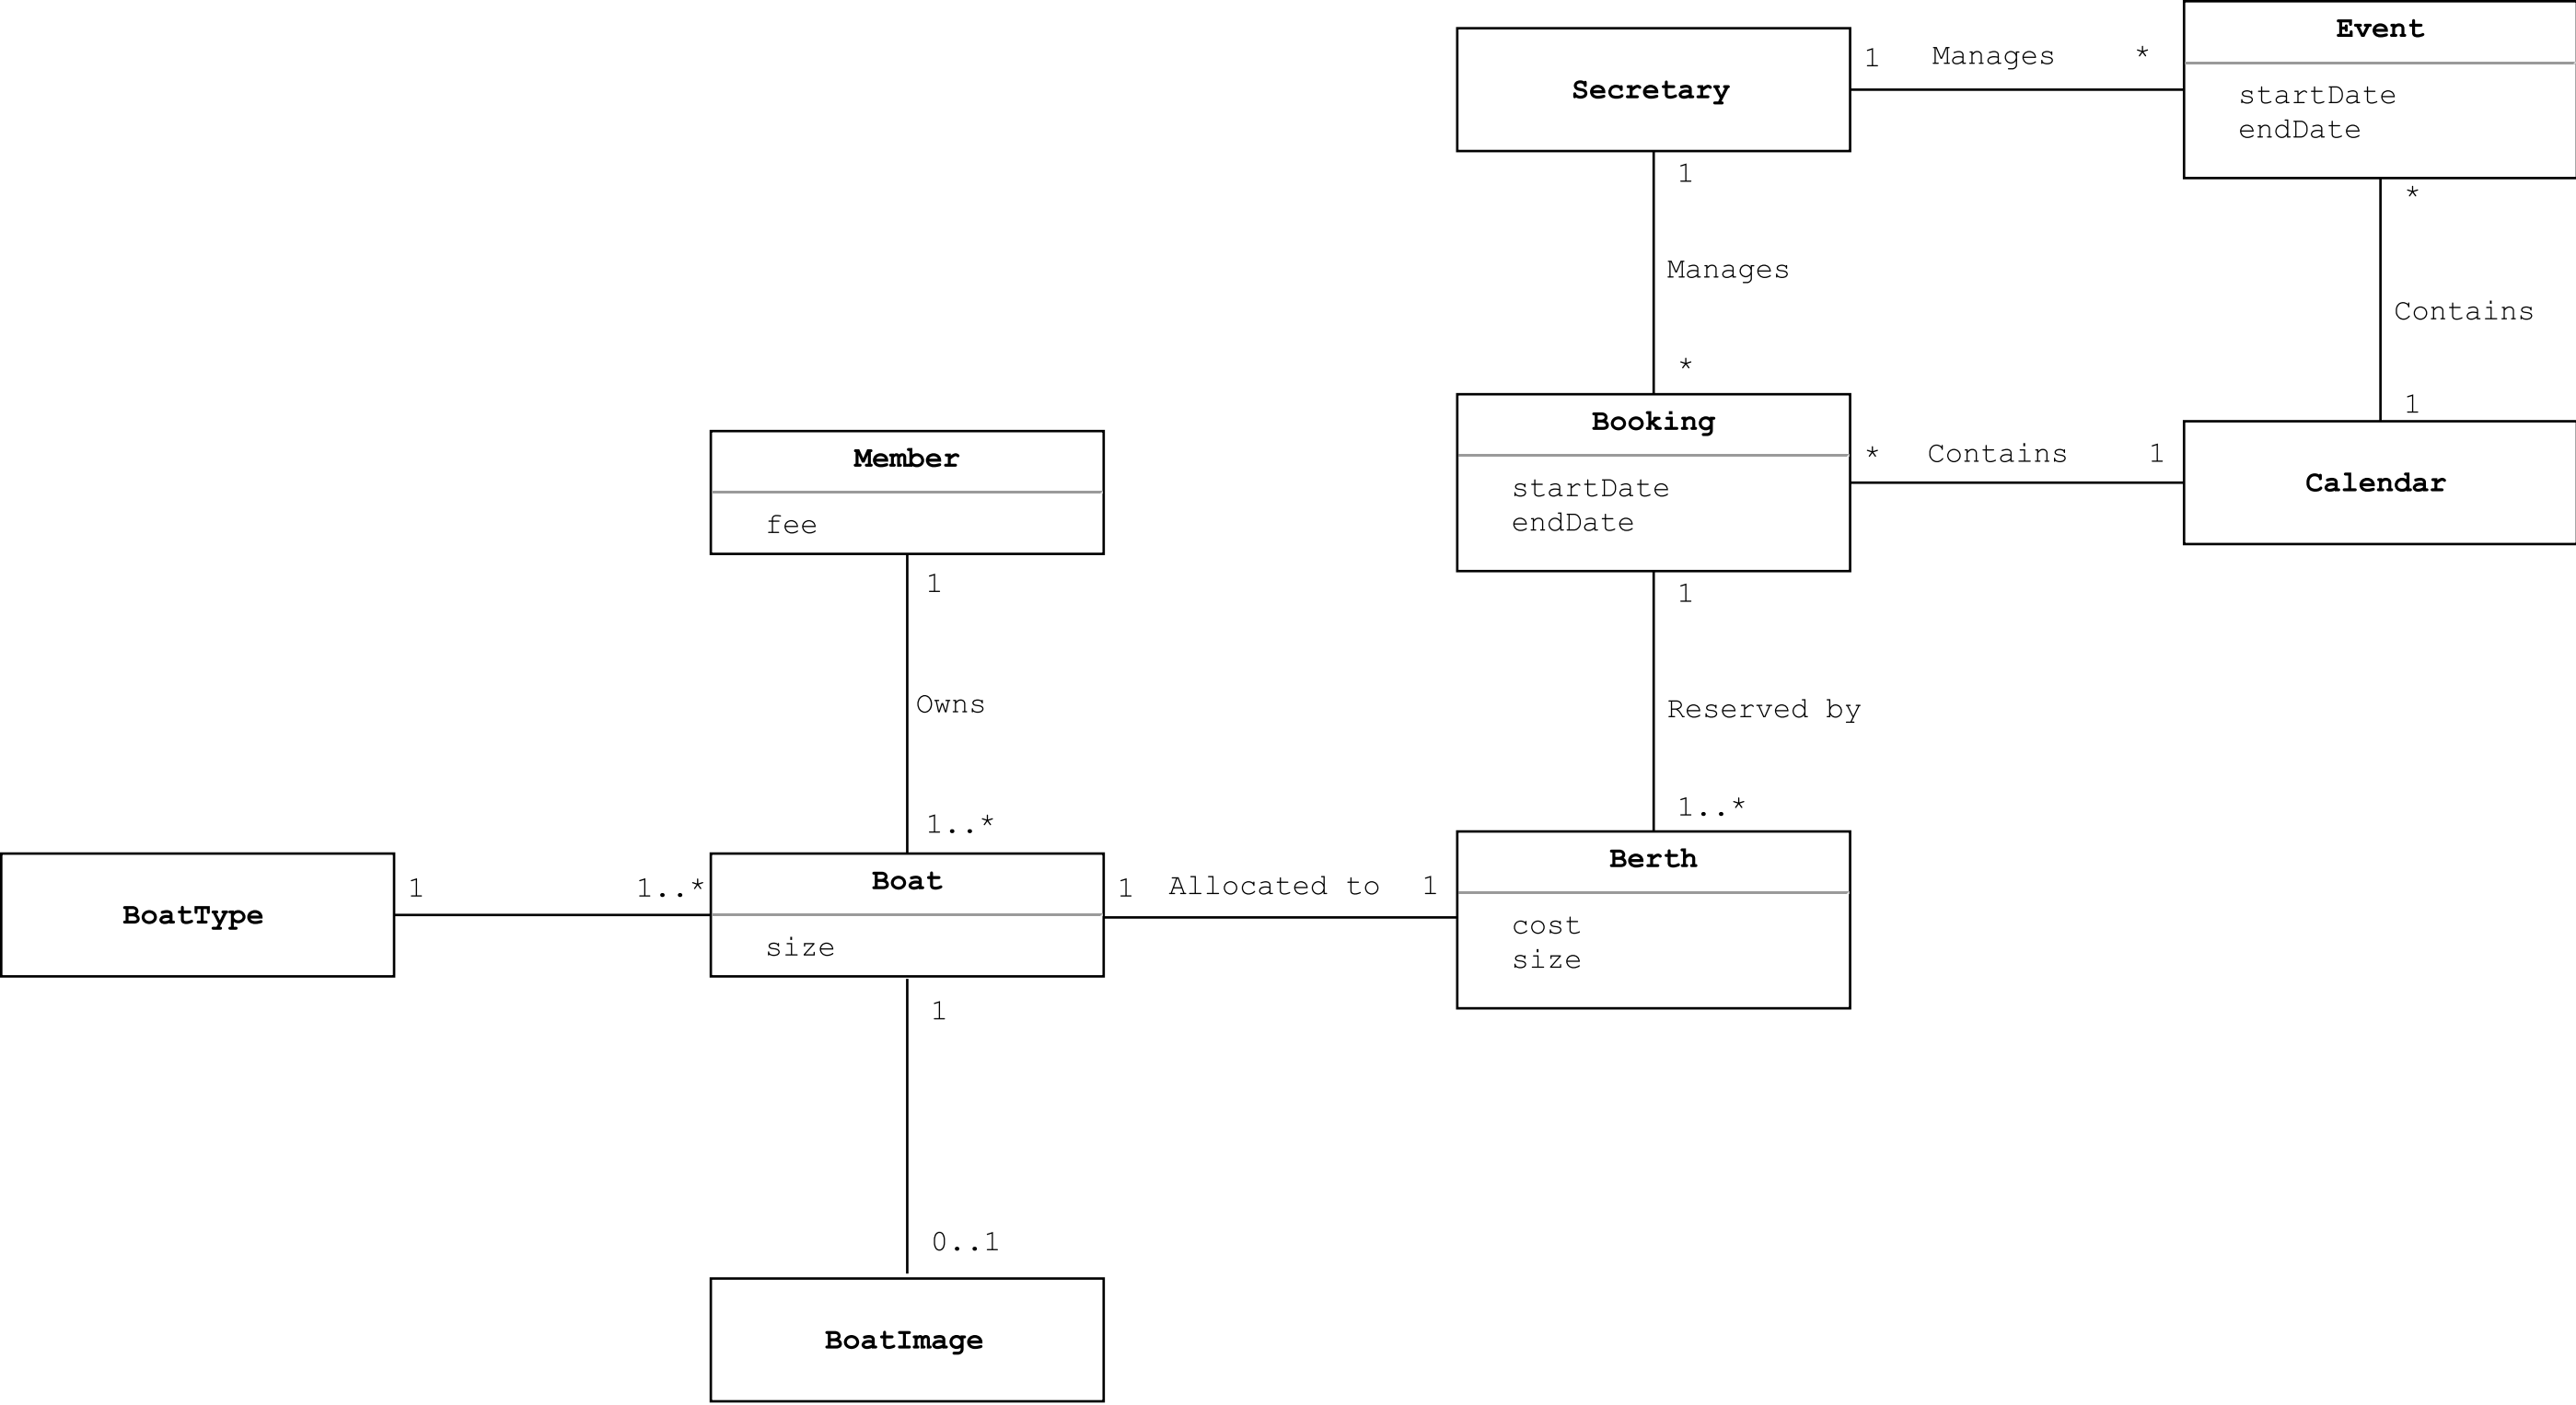 Event
startDate
endDate
Secretary
1 Manages *
1
Manages
*
*
Contains
1
Booking
startDate
endDate
* Contains 1
Calendar
Member
fee
1
Owns
1..*
1
Reserved by
1..*
BoatType
1 1..*
Boat
size
1 Allocated to 1
Berth
cost
size
1
0..1
BoatImage